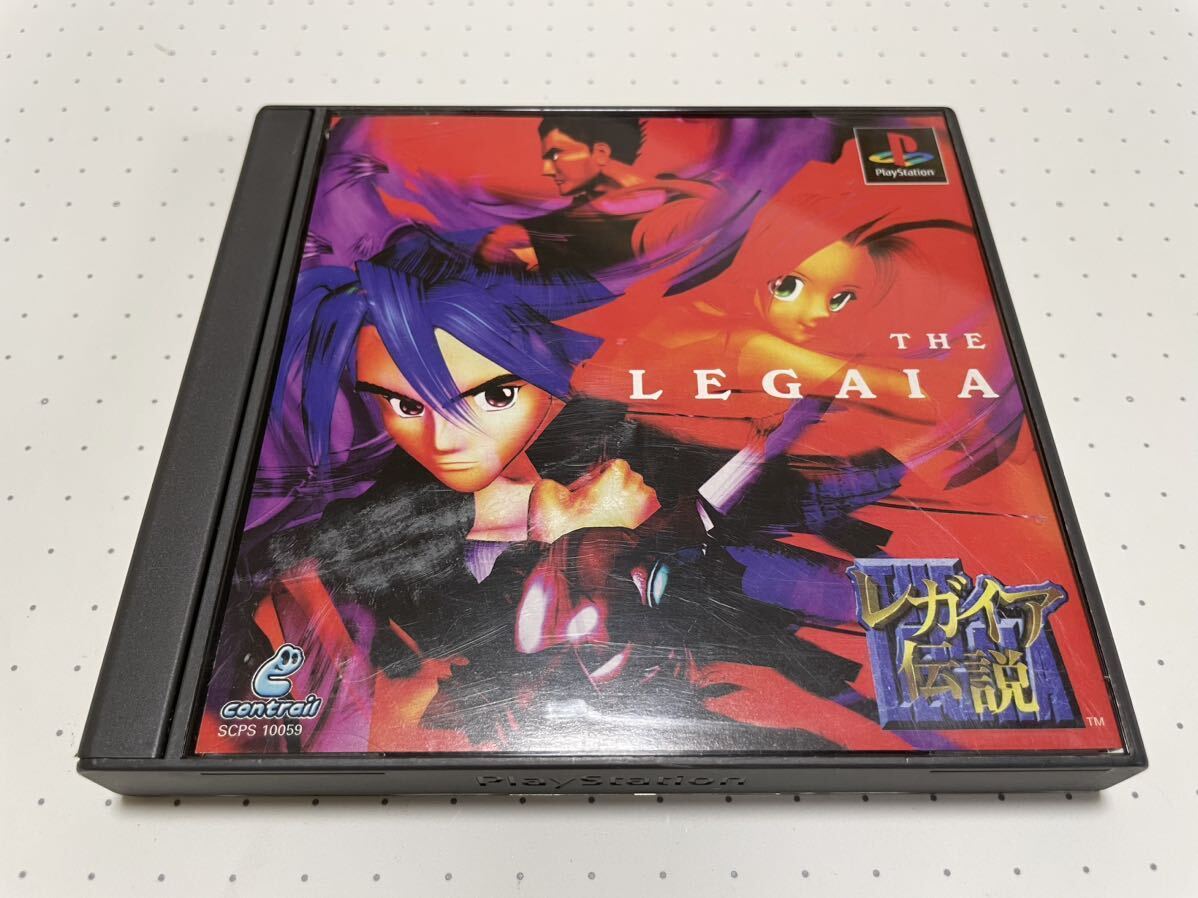 PlayStation
THE
LEGAIA
レガイア
伝説
TM
contrail
SCPS 10059
PlayStation